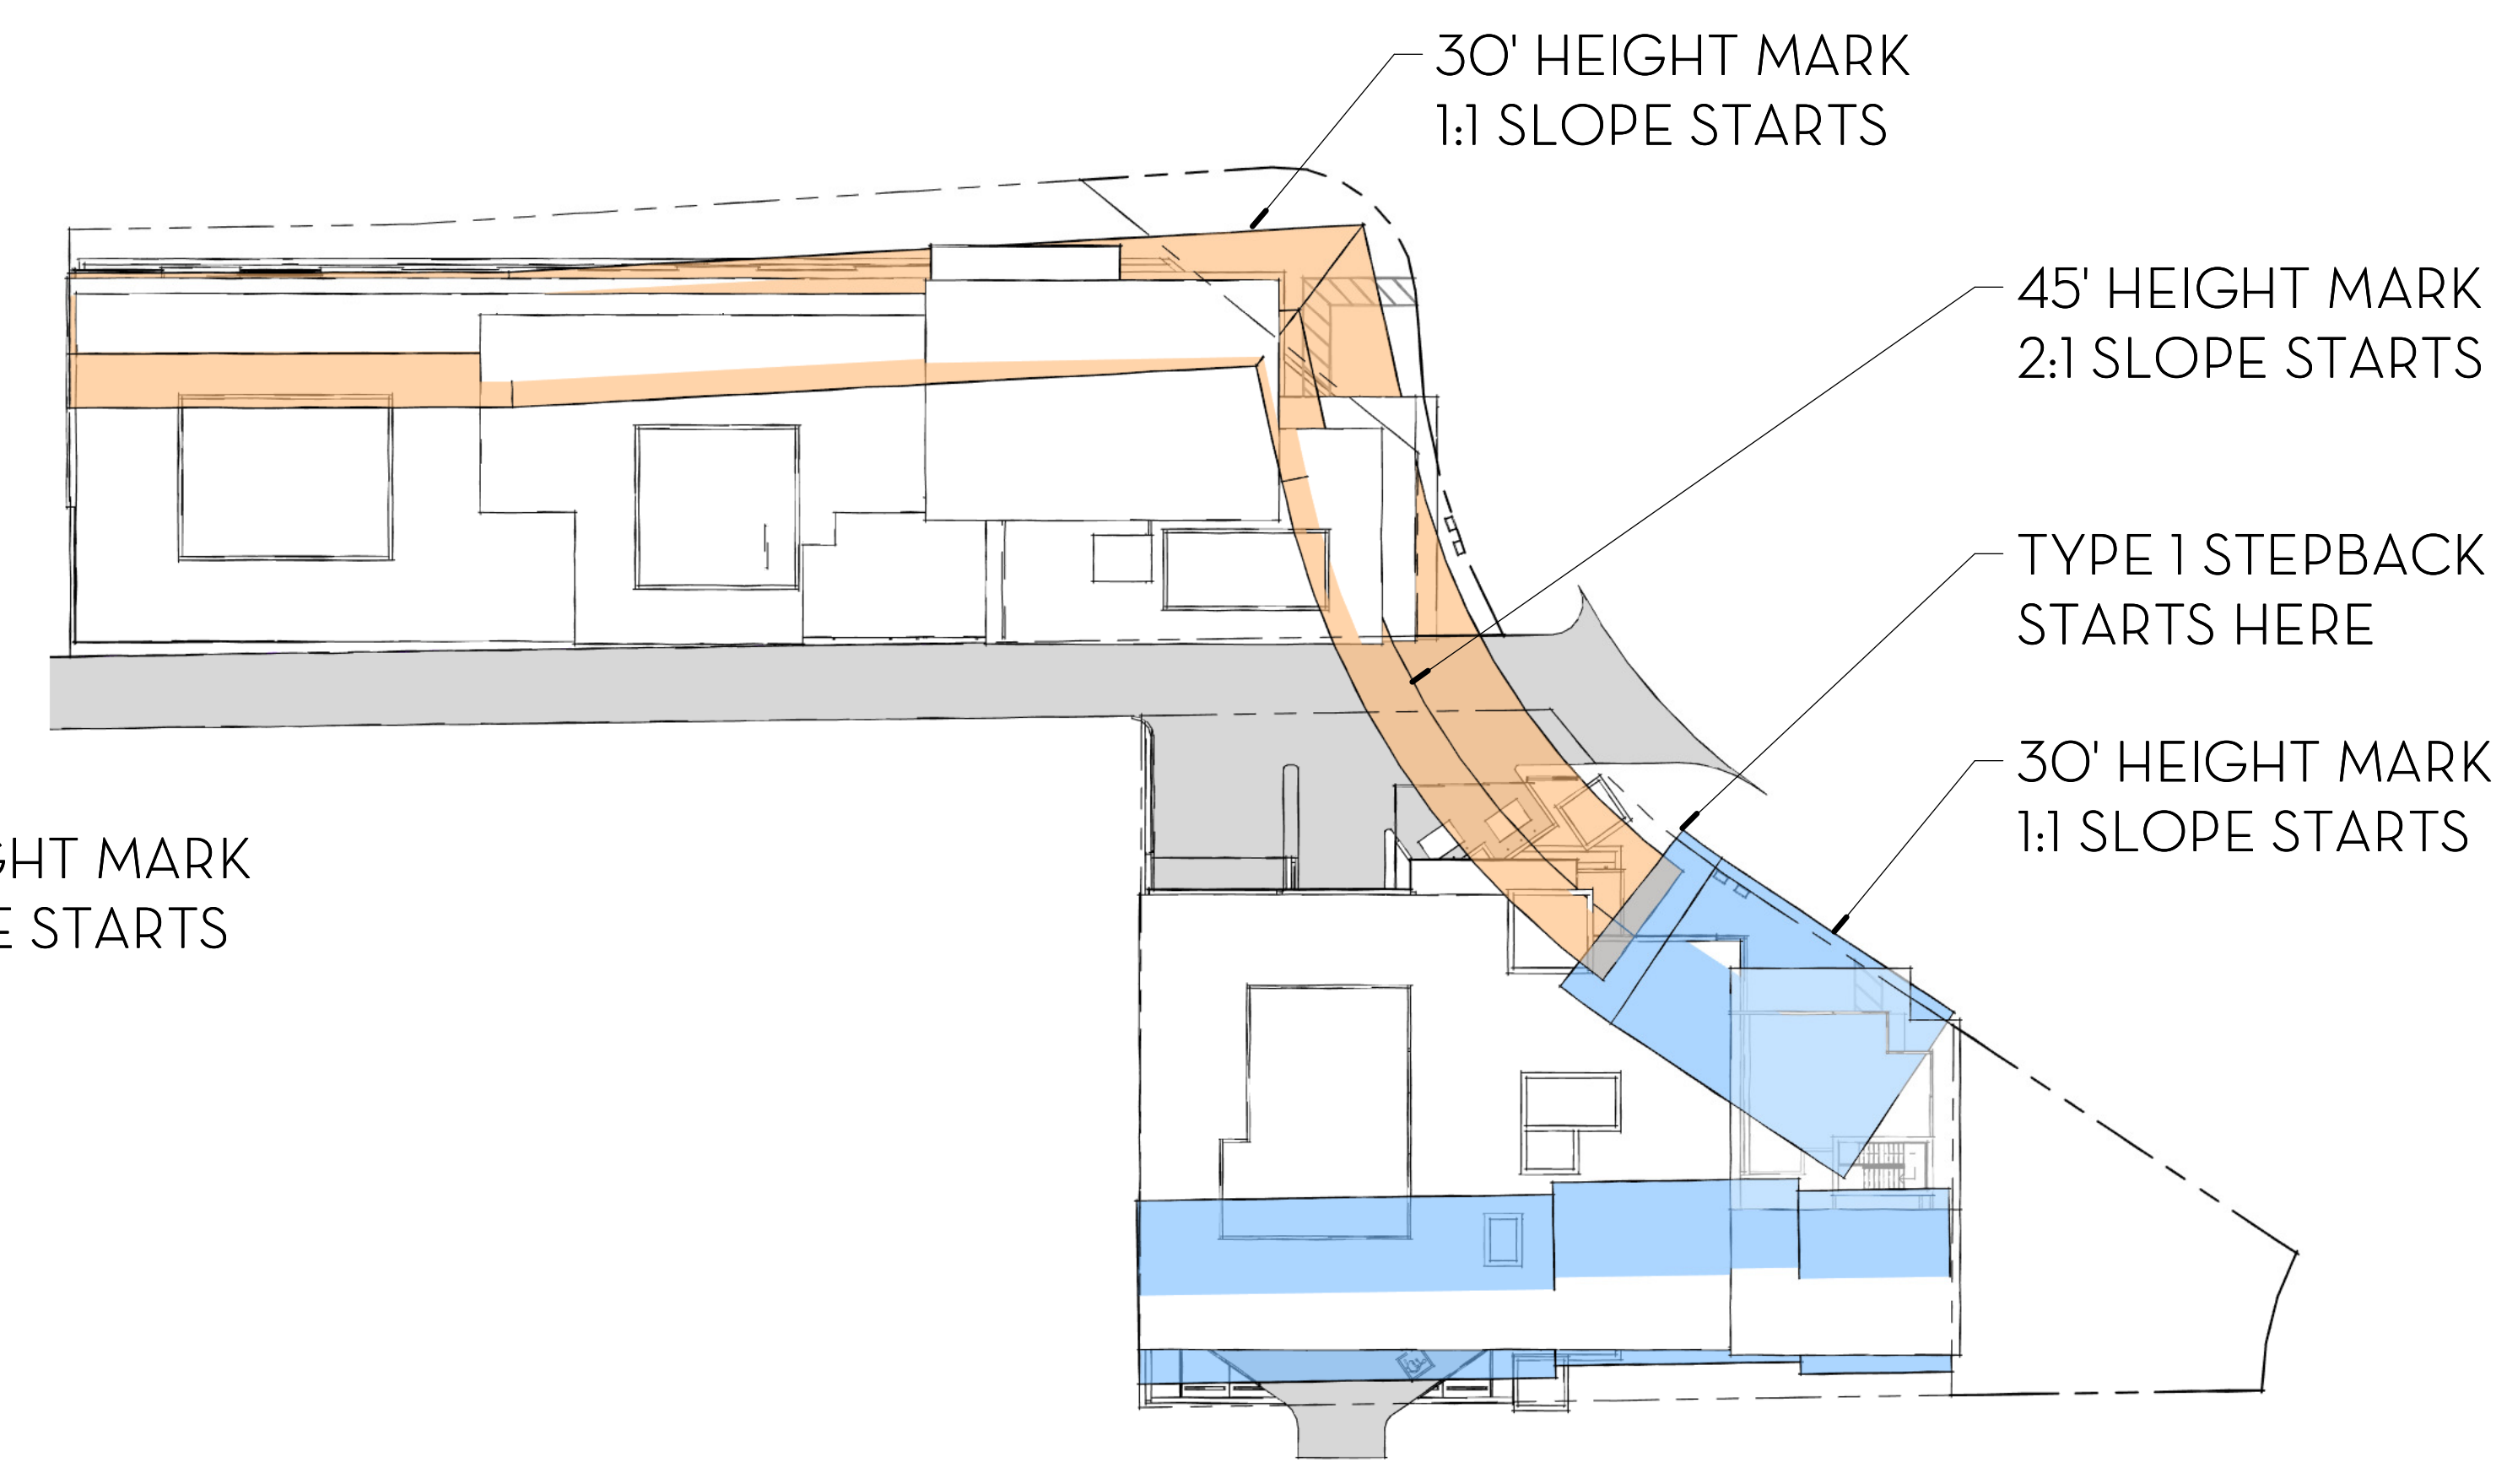 30' HEIGHT MARK
1:1 SLOPE STARTS
45' HEIGHT MARK
2:1 SLOPE STARTS
TYPE 1 STEPBACK
STARTS HERE
30' HEIGHT MARK
1:1 SLOPE STARTS
GHT MARK
E STARTS